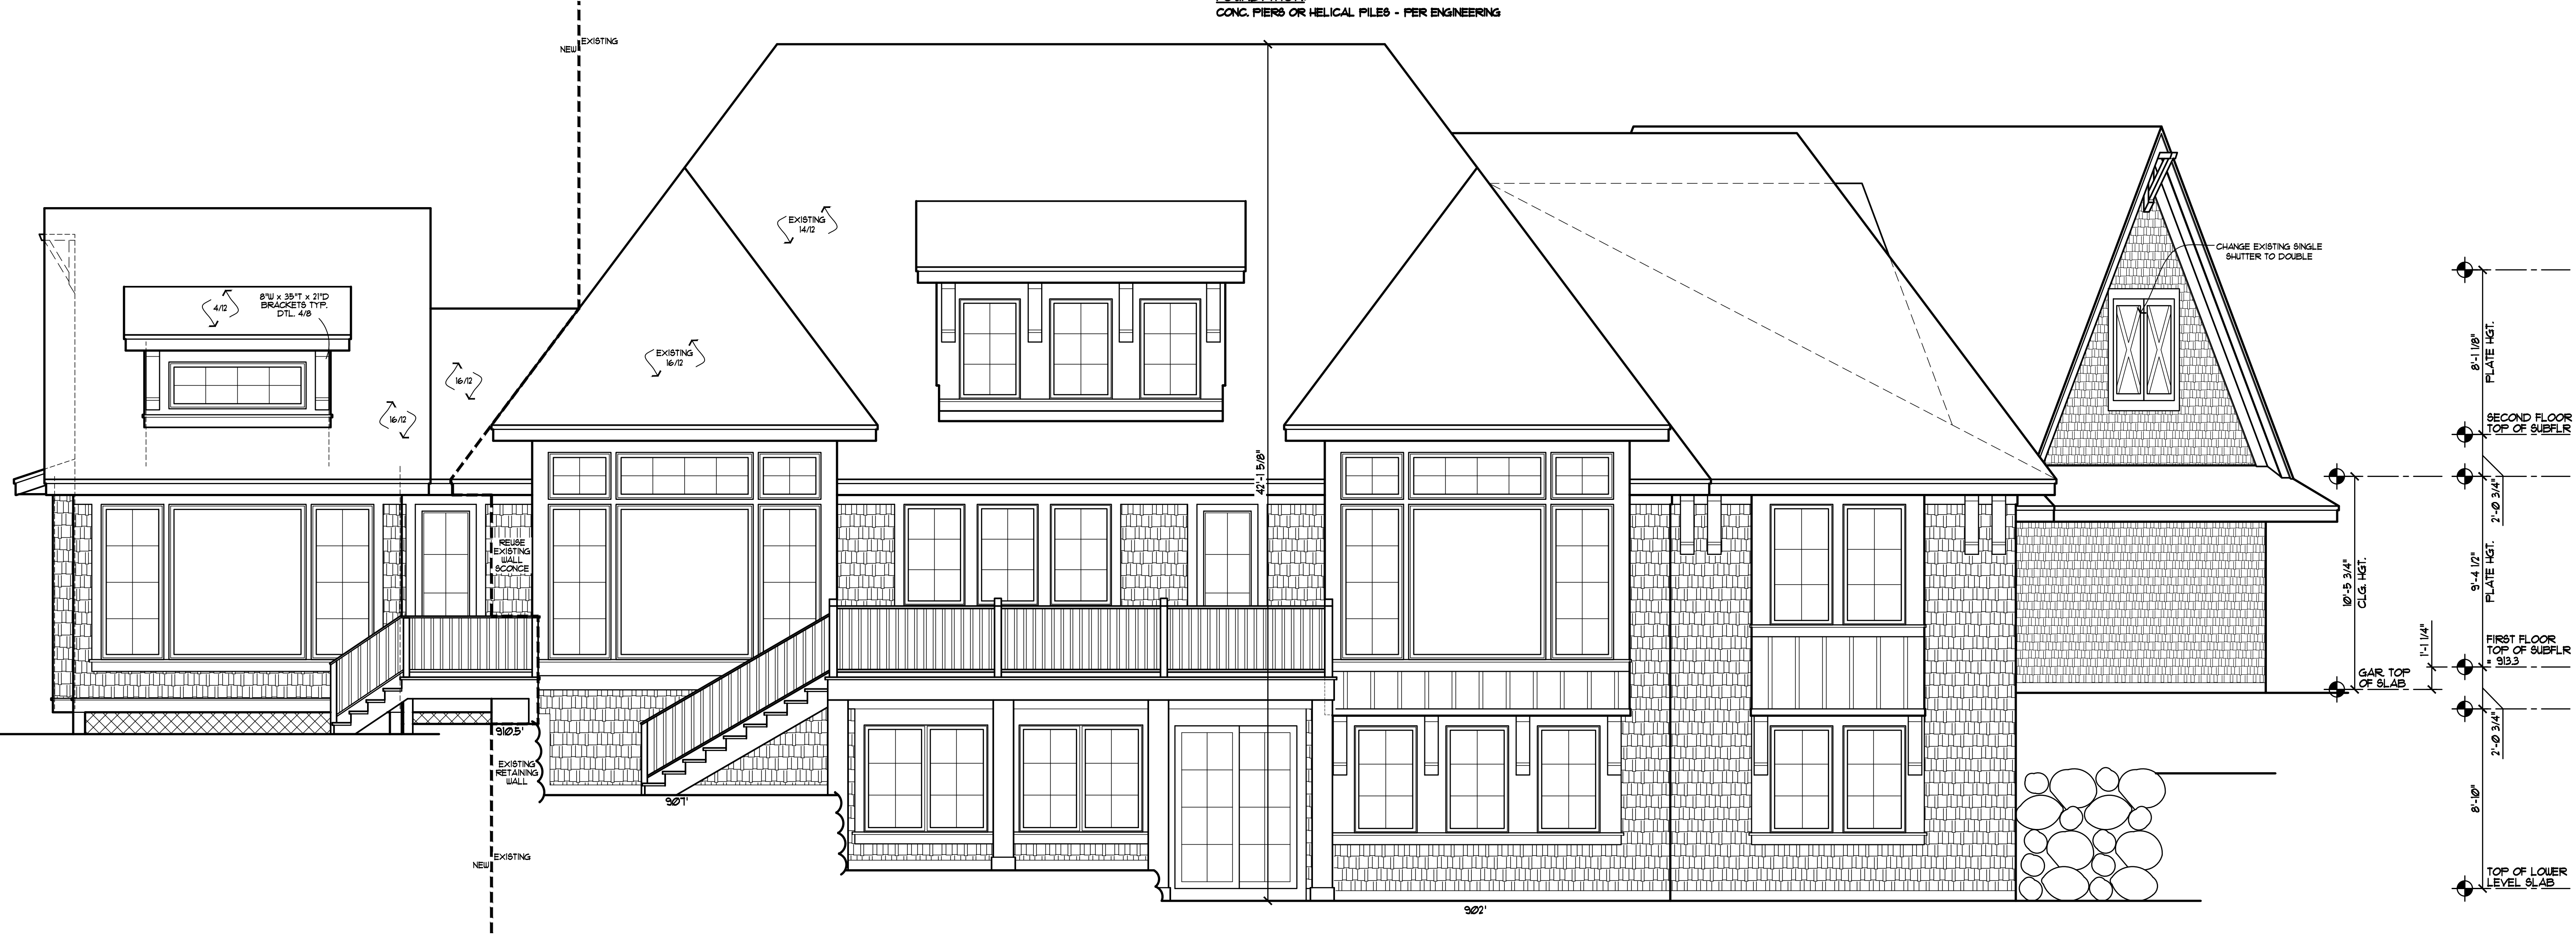 CONC. PIERS OR HELICAL PILES - PER ENGINEERING
NEW
EXISTING
EXISTING
14/12
CHANGE EXISTING SINGLE
SHUTTER TO DOUBLE
4/12
8"W x 35"T x 21"D
BRACKETS TYP.
DTL. 4/8
EXISTING
16/12
16/12
16/12
8'-1 1/8"
PLATE HGT.
SECOND FLOOR
TOP OF SUBFLR
42'-1 5/8"
2'-0 3/4"
REUSE
EXISTING
WALL
SCONCE
10'-5 3/4"
CLG. HGT.
9'-4 1/2"
PLATE HGT.
1'-1 1/4"
FIRST FLOOR
TOP OF SUBFLR
= 913.3
GAR. TOP
OF SLAB
2'-0 3/4"
910.5'
EXISTING
RETAINING
WALL
907'
8'-10"
NEW
EXISTING
TOP OF LOWER
LEVEL SLAB
902'